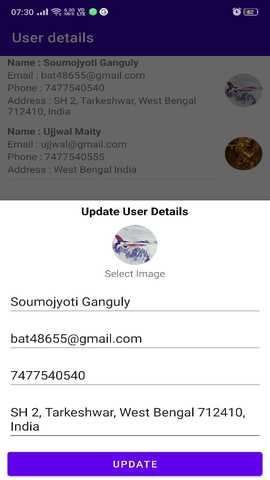 07:30
User details
Name : Soumojyoti Ganguly
Email : bat48655@gmail.com
Phone : 7477540540
Address : SH 2, Tarkeshwar, West Bengal
712410, India
Name : Ujjwal Maity
Email : ujjwal@gmail.com
Phone : 7477540555
Address : West Bengal India
Update User Details
Select Image
Soumojyoti Ganguly
bat48655@gmail.com
7477540540
SH 2, Tarkeshwar, West Bengal 712410,
India
UPDATE